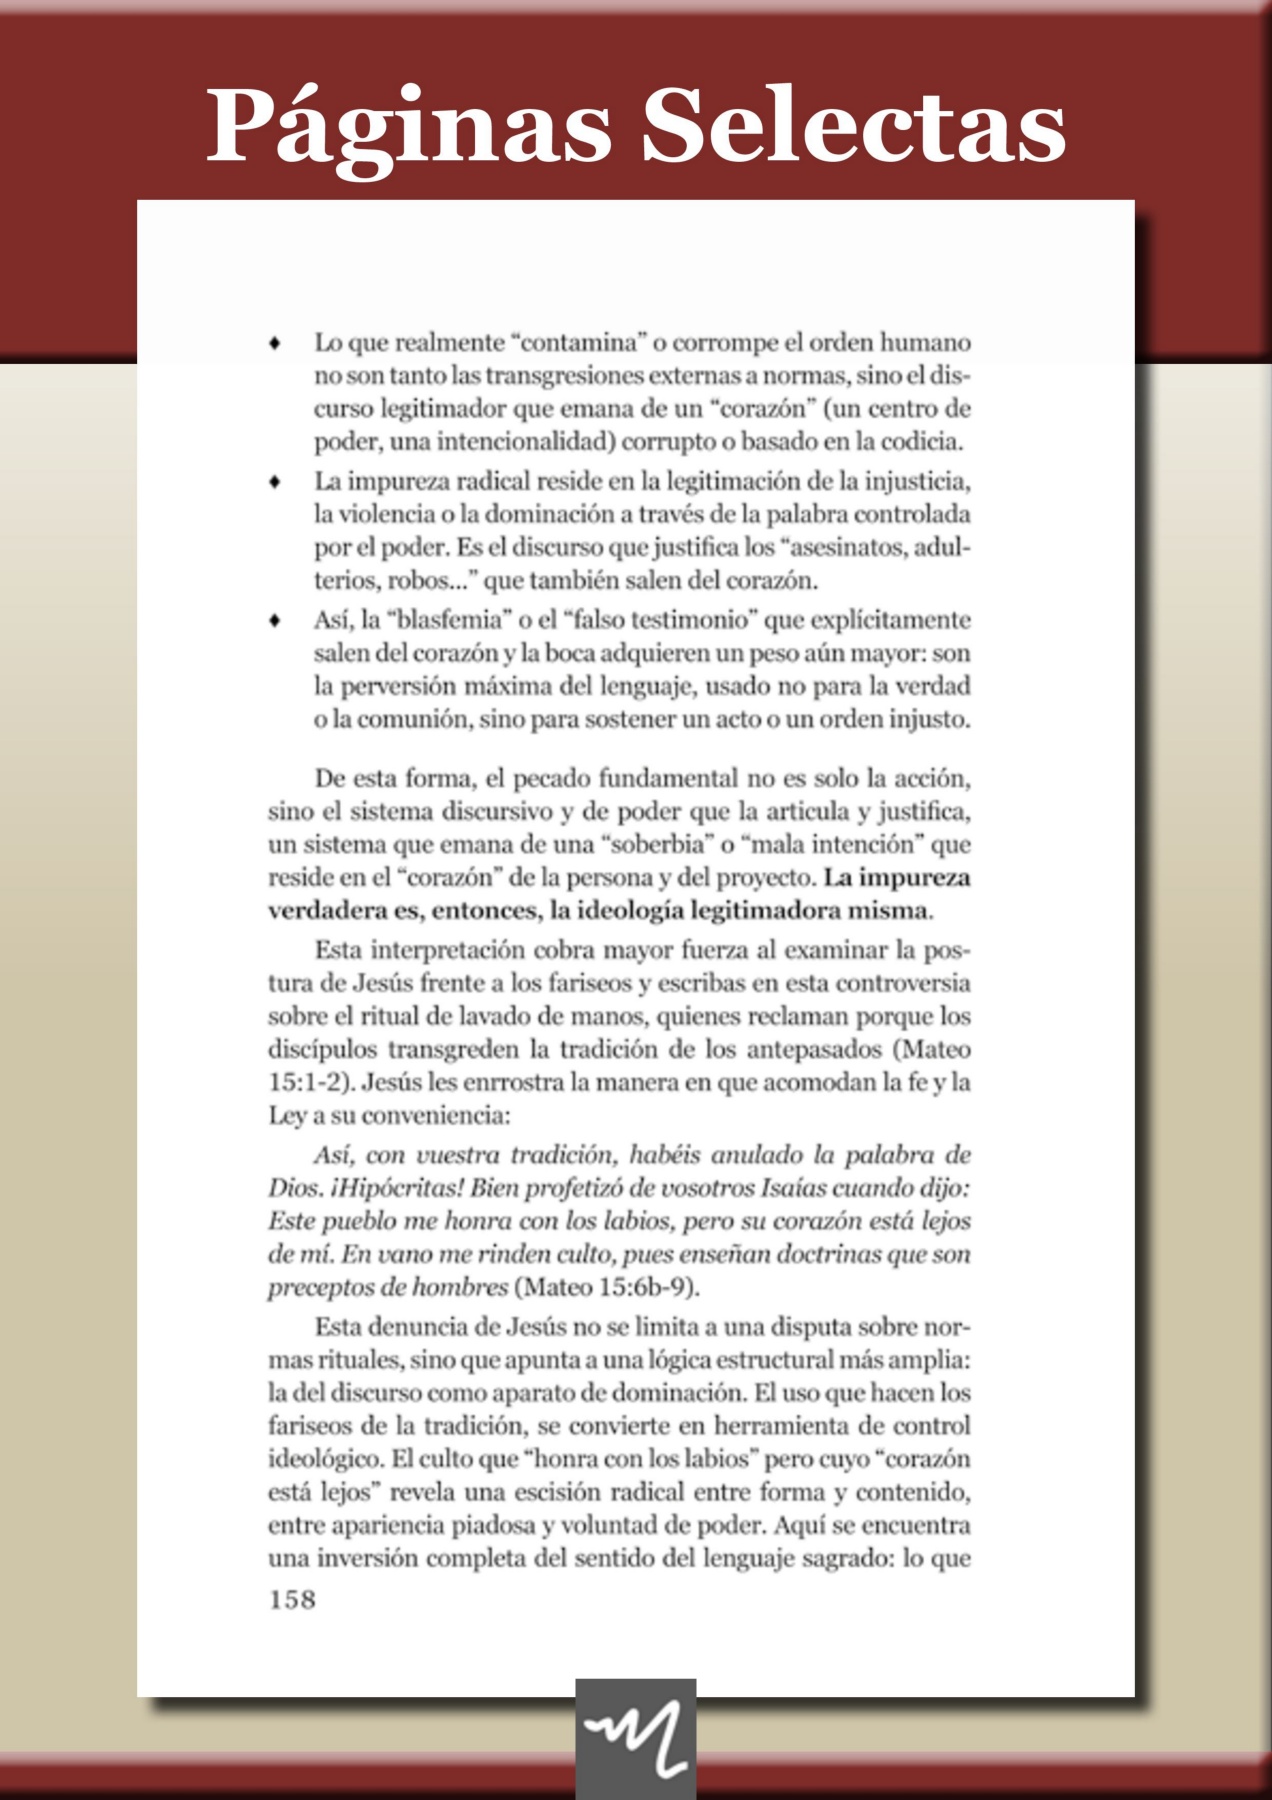 Páginas Selectas
♦ Lo que realmente “contamina” o corrompe el orden humano
no son tanto las transgresiones externas a normas, sino el dis-
curso legitimador que emana de un “corazón” (un centro de
poder, una intencionalidad) corrupto o basado en la codicia.
♦ La impureza radical reside en la legitimación de la injusticia,
la violencia o la dominación a través de la palabra controlada
por el poder. Es el discurso que justifica los “asesinatos, adul-
terios, robos...” que también salen del corazón.
♦ Así, la “blasfemia” o el “falso testimonio” que explícitamente
salen del corazón y la boca adquieren un peso aún mayor: son
la perversión máxima del lenguaje, usado no para la verdad
o la comunión, sino para sostener un acto o un orden injusto.
De esta forma, el pecado fundamental no es solo la acción,
sino el sistema discursivo y de poder que la articula y justifica,
un sistema que emana de una “soberbia” o “mala intención” que
reside en el “corazón” de la persona y del proyecto. La impureza
verdadera es, entonces, la ideología legitimadora misma.
Esta interpretación cobra mayor fuerza al examinar la pos-
tura de Jesús frente a los fariseos y escribas en esta controversia
sobre el ritual de lavado de manos, quienes reclaman porque los
discípulos transgreden la tradición de los antepasados (Mateo
15:1-2). Jesús les enrrostra la manera en que acomodan la fe y la
Ley a su conveniencia:
Así, con vuestra tradición, habéis anulado la palabra de
Dios. ¡Hipócritas! Bien profetizó de vosotros Isaías cuando dijo:
Este pueblo me honra con los labios, pero su corazón está lejos
de mí. En vano me rinden culto, pues enseñan doctrinas que son
preceptos de hombres (Mateo 15:6b-9).
Esta denuncia de Jesús no se limita a una disputa sobre nor-
mas rituales, sino que apunta a una lógica estructural más amplia:
la del discurso como aparato de dominación. El uso que hacen los
fariseos de la tradición, se convierte en herramienta de control
ideológico. El culto que “honra con los labios” pero cuyo “corazón
está lejos” revela una escisión radical entre forma y contenido,
entre apariencia piadosa y voluntad de poder. Aquí se encuentra
una inversión completa del sentido del lenguaje sagrado: lo que
158